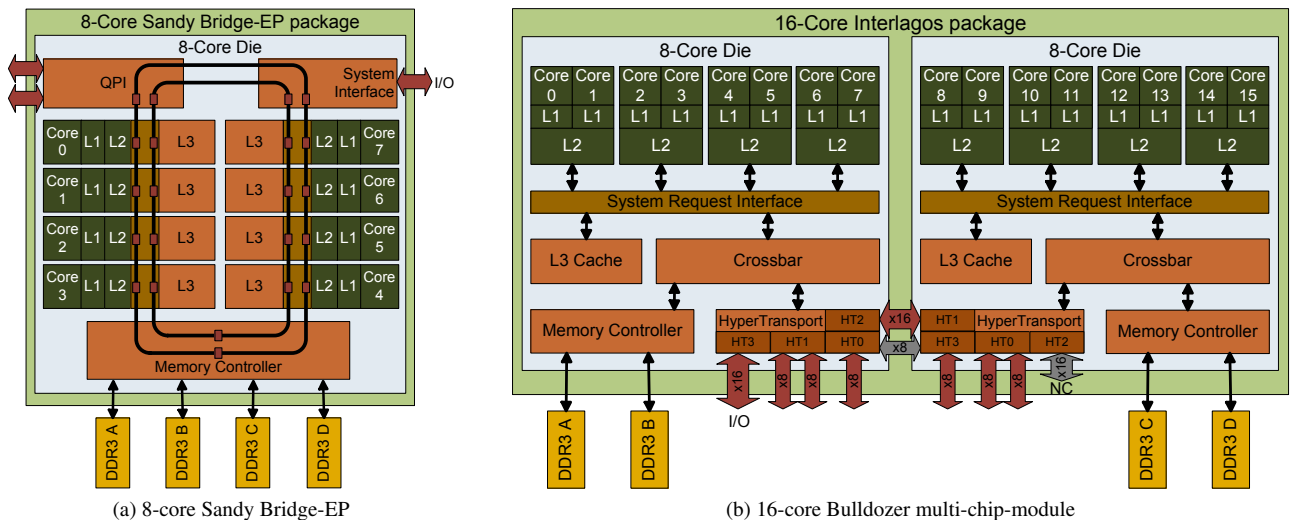 8-Core Sandy Bridge-EP package
8-Core Die
QPI
System
Interface
I/O
Core
0
L1
L2
L3
L3
L2
L1
Core
7
Core
1
L1
L2
L3
L3
L2
L1
Core
6
Core
2
L1
L2
L3
L3
L2
L1
Core
5
Core
3
L1
L2
L3
L3
L2
L1
Core
4
Memory Controller
DDR3 A
DDR3 B
DDR3 C
DDR3 D
(a) 8-core Sandy Bridge-EP
16-Core Interlagos package
8-Core Die
Core Core Core Core Core Core Core Core
0 1 2 3 4 5 6 7
L1 L1 L1 L1 L1 L1 L1 L1
L2 L2 L2 L2
System Request Interface
L3 Cache
Crossbar
Memory Controller
HyperTransport
HT2
HT3
HT1
HT0
x16
x8
x16
x8
x8
x8
I/O
DDR3 A
DDR3 B
8-Core Die
Core Core Core Core Core Core Core Core
8 9 10 11 12 13 14 15
L1 L1 L1 L1 L1 L1 L1 L1
L2 L2 L2 L2
System Request Interface
L3 Cache
Crossbar
HT1
HyperTransport
HT3
HT0
HT2
Memory Controller
x8
x8
x8
x16
NC
DDR3 C
DDR3 D
(b) 16-core Bulldozer multi-chip-module